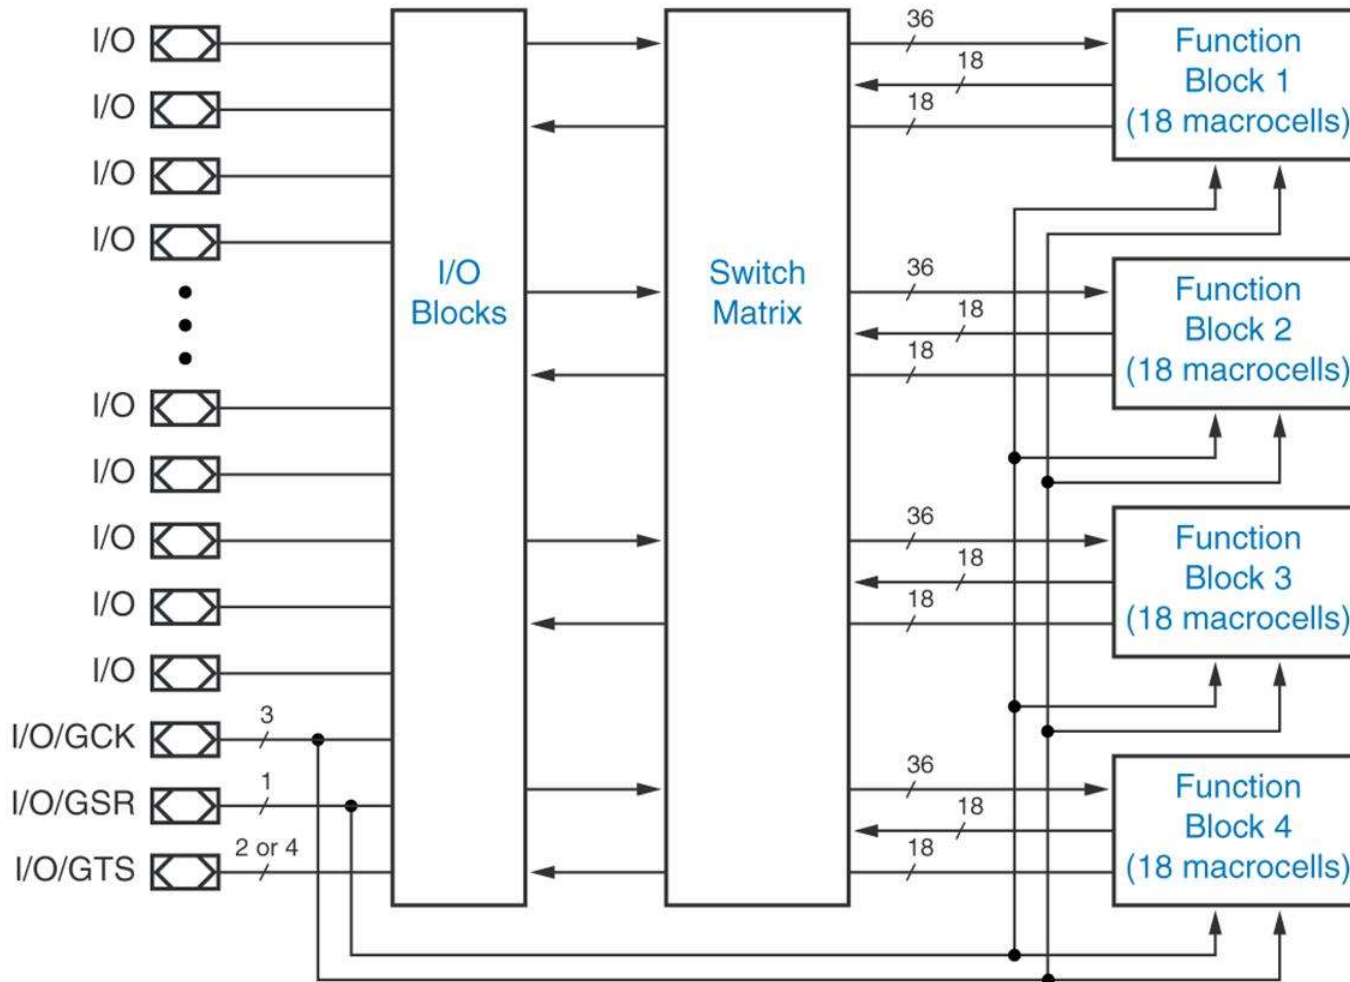 I/O
I/O
I/O
I/O
I/O
I/O
I/O
I/O
I/O
I/O/GCK
3
I/O/GSR
1
I/O/GTS
2 or 4
I/O
Blocks
Switch
Matrix
36
18
18
Function
Block 1
(18 macrocells)
36
18
18
Function
Block 2
(18 macrocells)
36
18
18
Function
Block 3
(18 macrocells)
36
18
18
Function
Block 4
(18 macrocells)